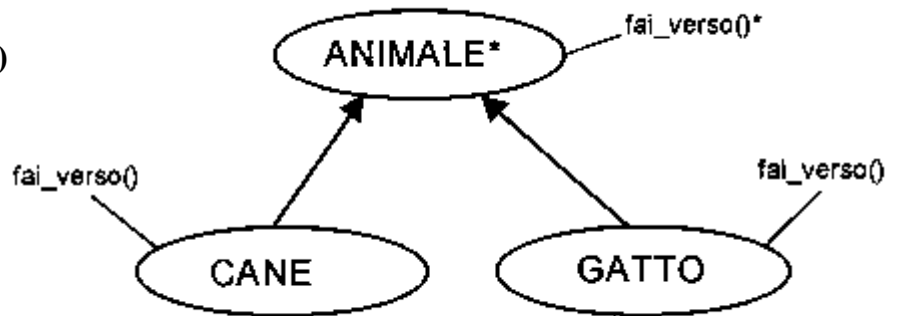 fai_verso()*
ANIMALE*
)
fai_verso()
fai_verso()
CANE
GATTO